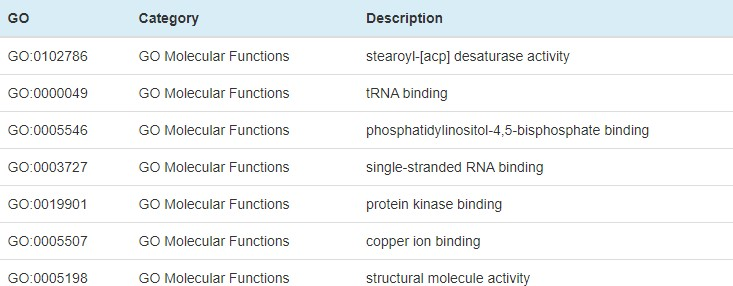 GO Category Description
GO:0102786 GO Molecular Functions stearoyl-[acp] desaturase activity
GO:0000049 GO Molecular Functions tRNA binding
GO:0005546 GO Molecular Functions phosphatidylinositol-4,5-bisphosphate binding
GO:0003727 GO Molecular Functions single-stranded RNA binding
GO:0019901 GO Molecular Functions protein kinase binding
GO:0005507 GO Molecular Functions copper ion binding
GO:0005198 GO Molecular Functions structural molecule activity